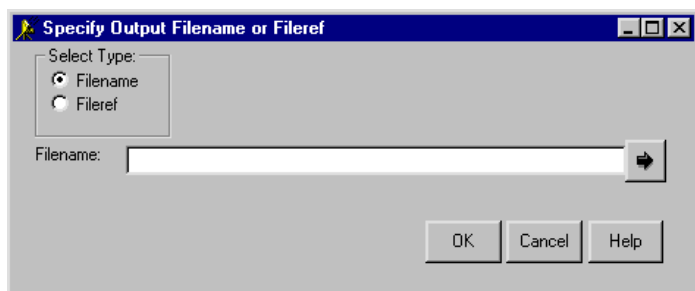 Specify Output Filename or Fileref
Select Type:
Filename
Fileref
Filename:
OK Cancel Help